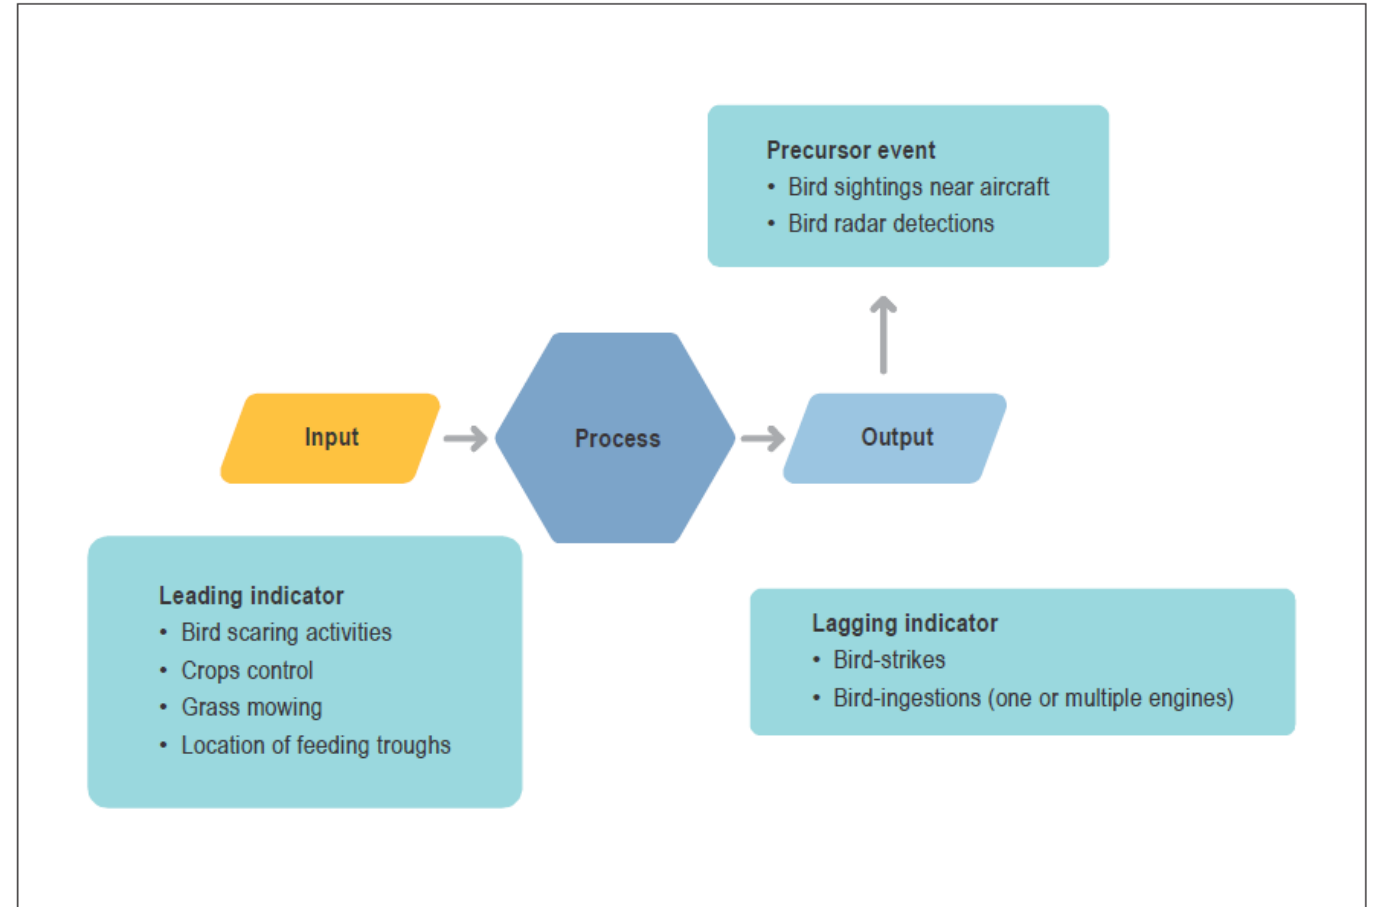 Precursor event
• Bird sightings near aircraft
• Bird radar detections
Input
Process
Output
Leading indicator
• Bird scaring activities
• Crops control
• Grass mowing
• Location of feeding troughs
Lagging indicator
• Bird-strikes
• Bird-ingestions (one or multiple engines)